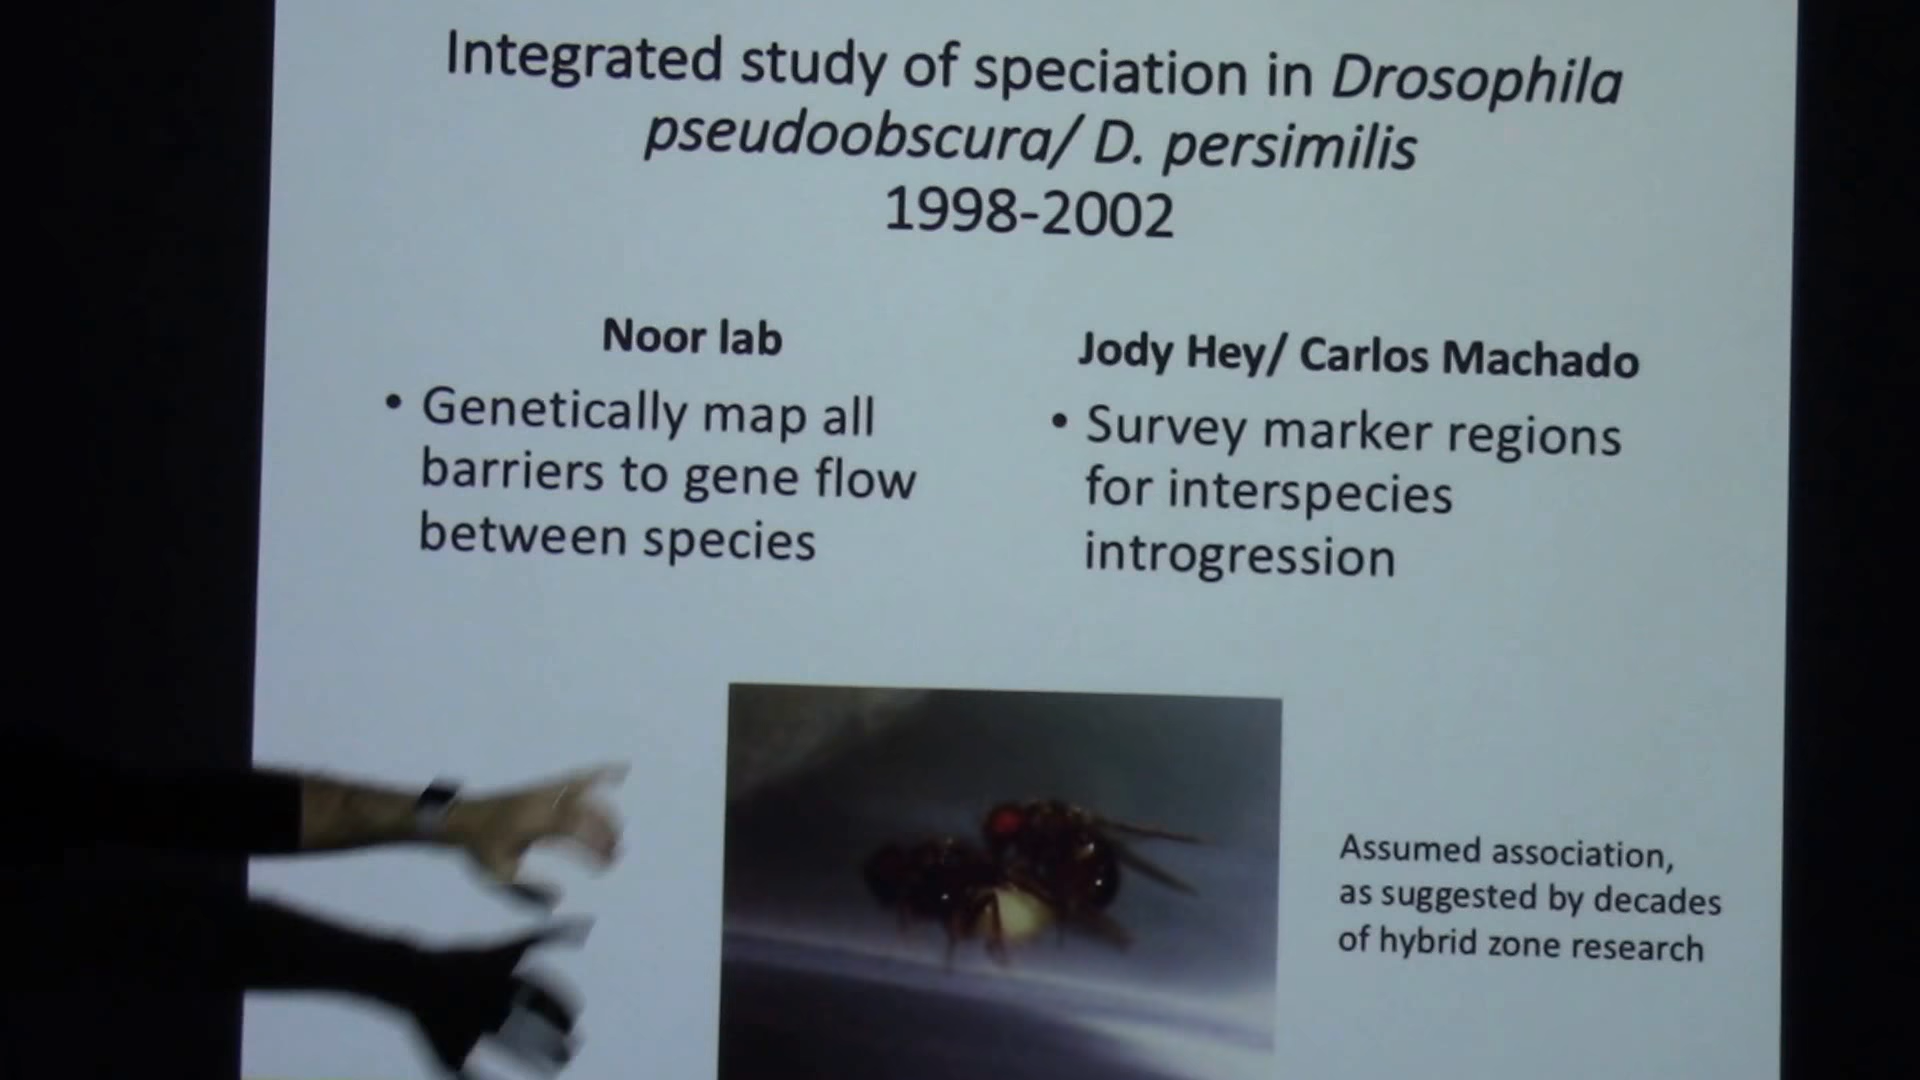 Integrated study of speciation in Drosophila
pseudoobscura/ D. persimilis
1998-2002
Noor lab
• Genetically map all
barriers to gene flow
between species
Jody Hey/ Carlos Machado
• Survey marker regions
for interspecies
introgression
Assumed association,
as suggested by decades
of hybrid zone research